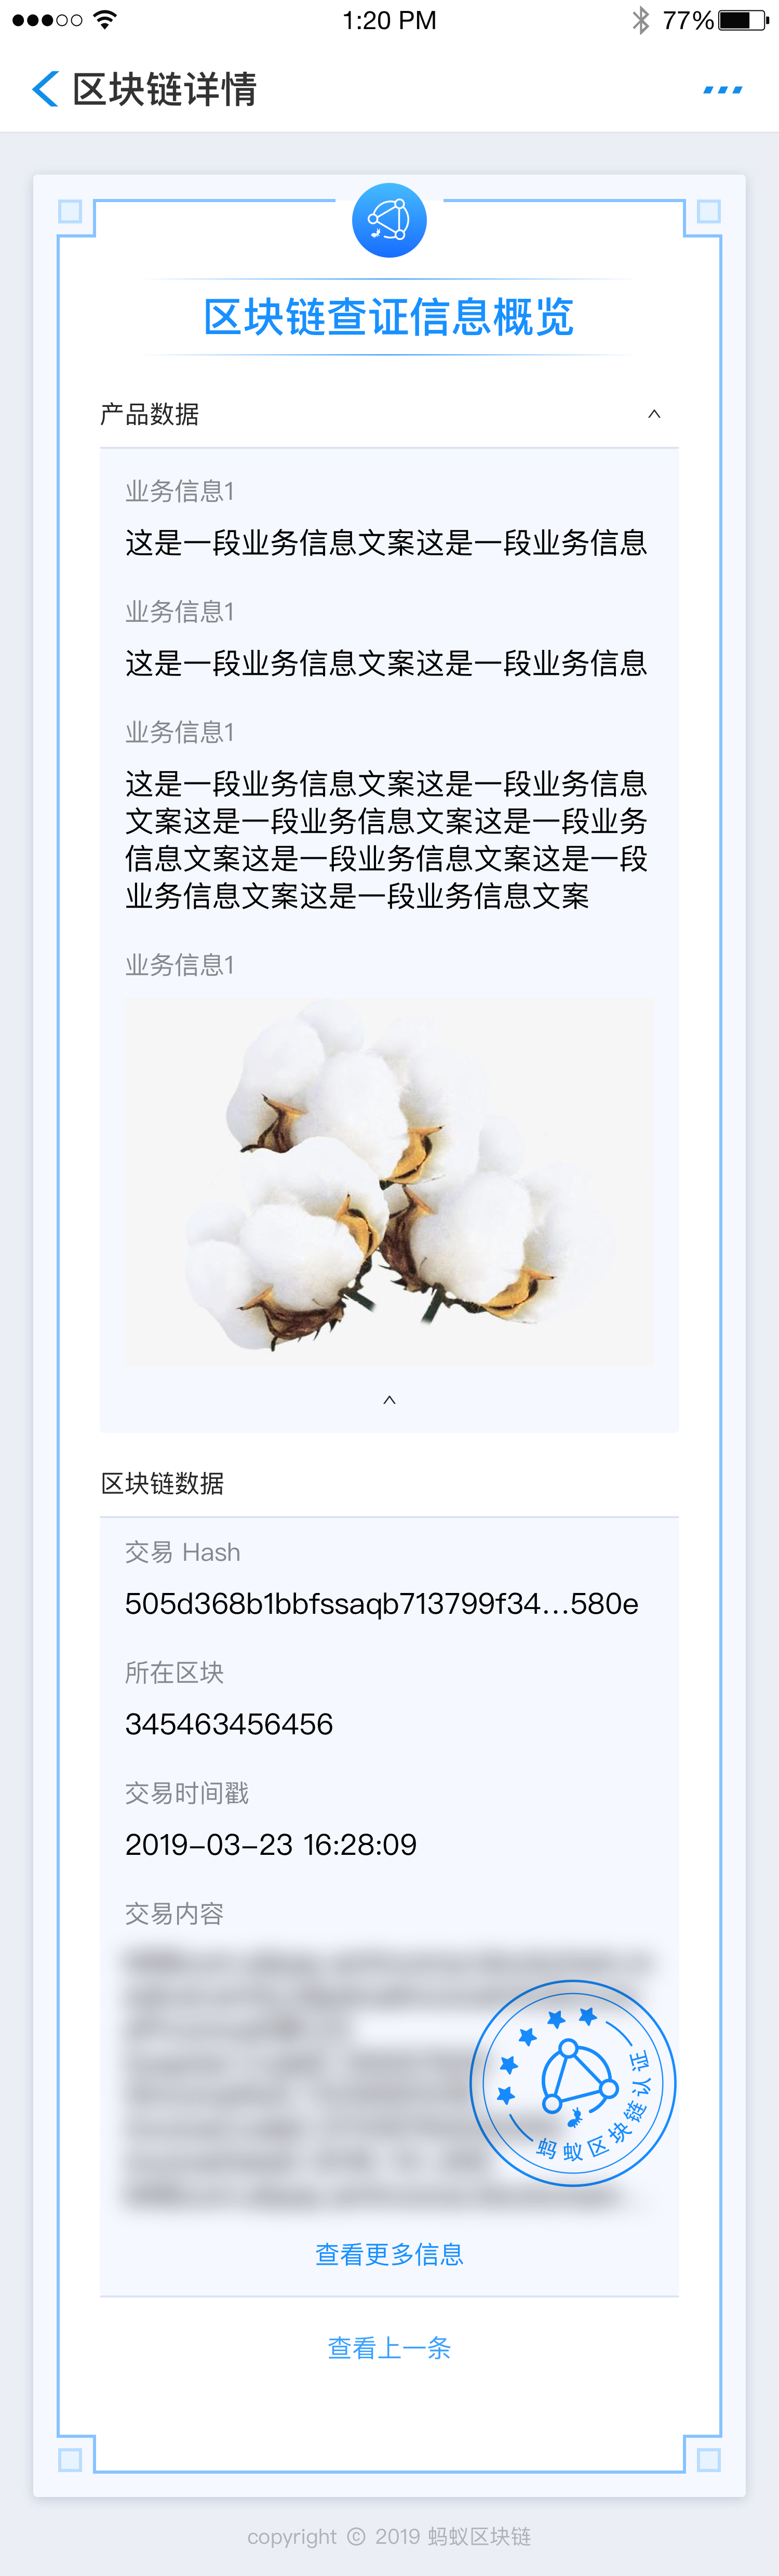 1:20 PM
77%
区块链详情
区块链查证信息概览
产品数据
业务信息1
这是一段业务信息文案这是一段业务信息
业务信息1
这是一段业务信息文案这是一段业务信息
业务信息1
这是一段业务信息文案这是一段业务信息
文案这是一段业务信息文案这是一段业务
信息文案这是一段业务信息文案这是一段
业务信息文案这是一段业务信息文案
业务信息1
区块链数据
交易 Hash
505d368b1bbfssaqb713799f34...580e
所在区块
345463456456
交易时间戳
2019-03-23 16:28:09
交易内容
蚂蚁区块链认证
查看更多信息
查看上一条
copyright © 2019 蚂蚁区块链